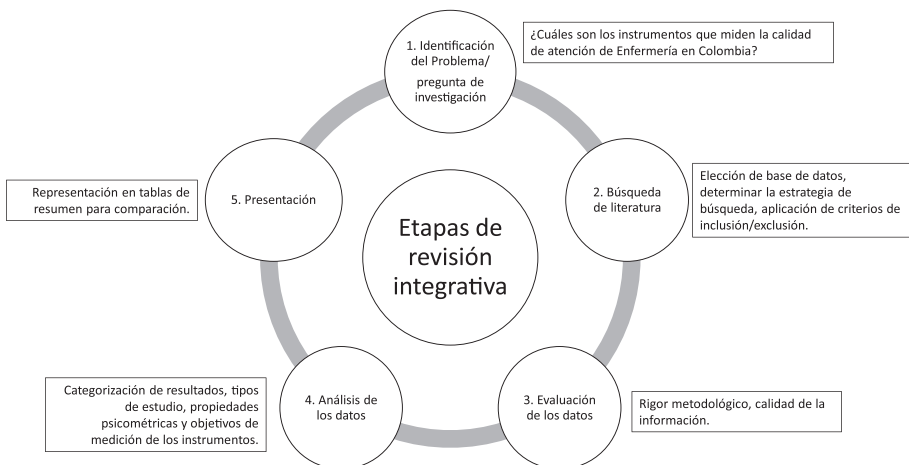 1. Identificación
del Problema/
pregunta de
investigación
¿Cuáles son los instrumentos que miden la calidad
de atención de Enfermería en Colombia?
2. Búsqueda
de literatura
Elección de base de datos,
determinar la estrategia de
búsqueda, aplicación de criterios de
inclusión/exclusión.
3. Evaluación
de los datos
Rigor metodológico, calidad de la
información.
4. Análisis de
los datos
Categorización de resultados, tipos
de estudio, propiedades
psicométricas y objetivos de
medición de los instrumentos.
5. Presentación
Representación en tablas de
resumen para comparación.
Etapas de
revisión
integrativa